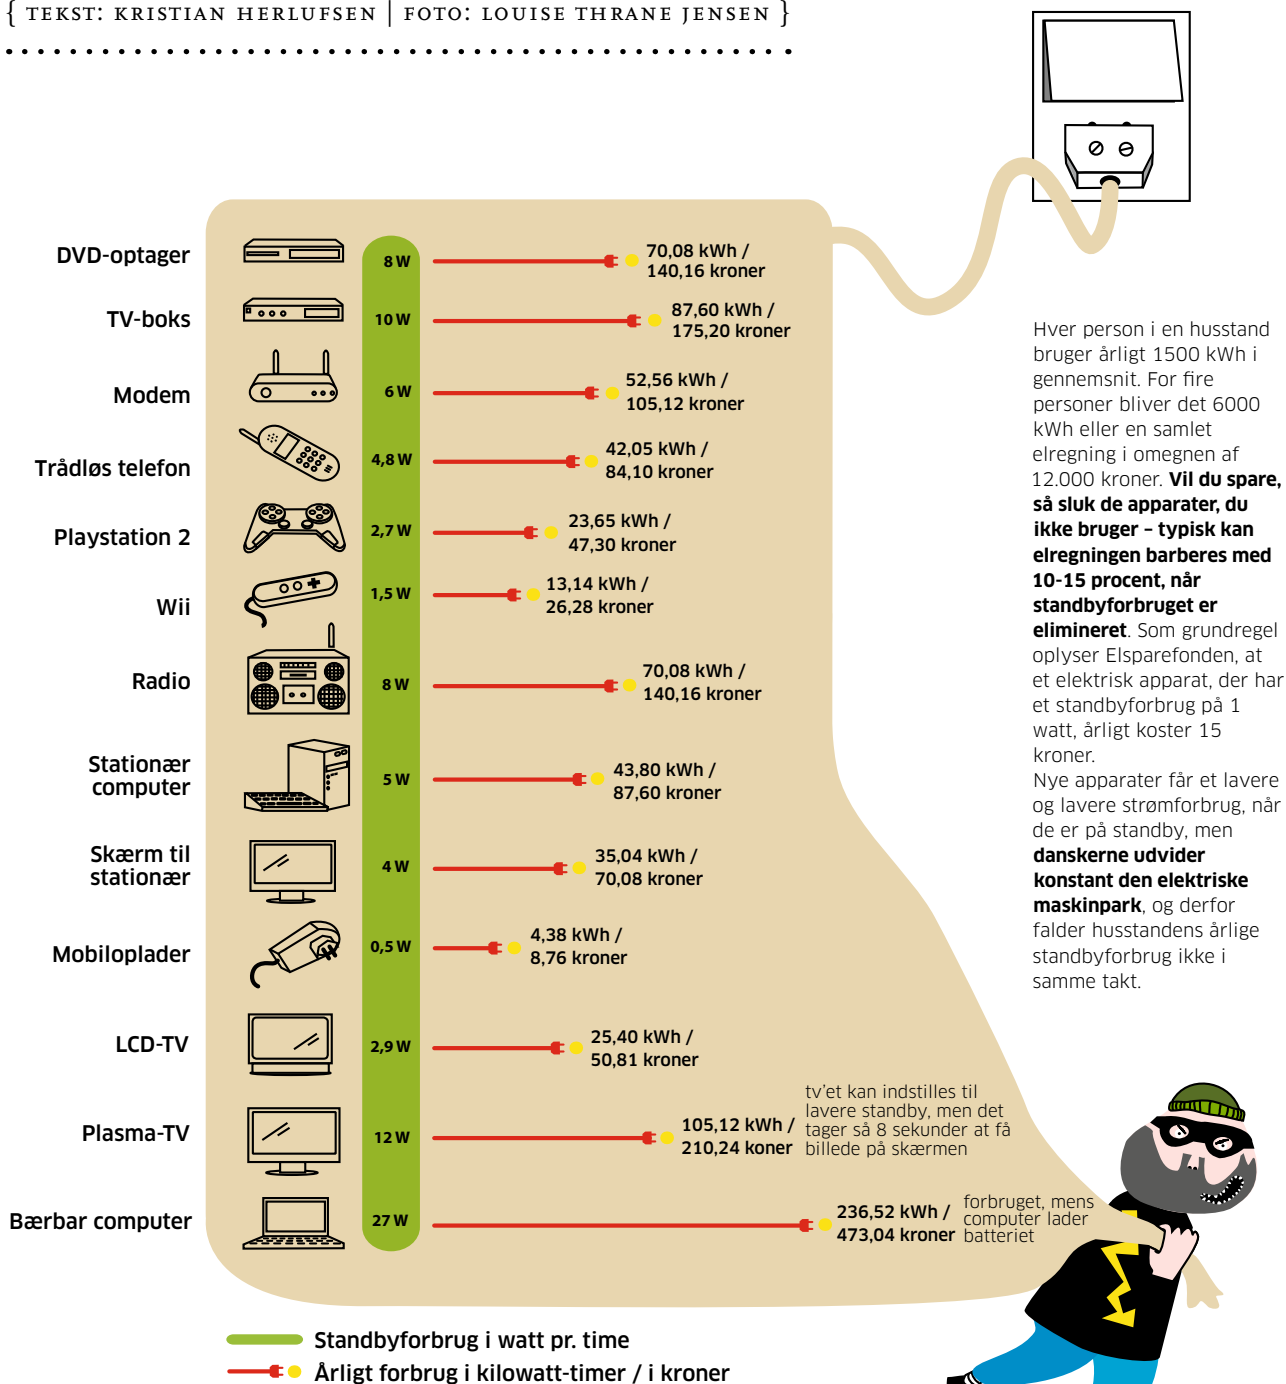 { TEKST: KRISTIAN HERLUFSEN | FOTO: LOUISE THRANE JENSEN }
DVD-optager
8 W
70,08 kWh /
140,16 kroner
TV-boks
10 W
87,60 kWh /
175,20 kroner
Modem
6 W
52,56 kWh /
105,12 kroner
Trådløs telefon
4,8 W
42,05 kWh /
84,10 kroner
Playstation 2
2,7 W
23,65 kWh /
47,30 kroner
Wii
1,5 W
13,14 kWh /
26,28 kroner
Radio
8 W
70,08 kWh /
140,16 kroner
Stationær
computer
5 W
43,80 kWh /
87,60 kroner
Skærm til
stationær
4 W
35,04 kWh /
70,08 kroner
Mobiloplader
0,5 W
4,38 kWh /
8,76 kroner
LCD-TV
2,9 W
25,40 kWh /
50,81 kroner
Plasma-TV
12 W
105,12 kWh /
210,24 koner
tv'et kan indstilles til
lavere standby, men det
tager så 8 sekunder at få
billede på skærmen
Bærbar computer
27 W
236,52 kWh /
473,04 kroner
forbruget, mens
computer lader
batteriet
Standbyforbrug i watt pr. time
Årligt forbrug i kilowatt-timer / i kroner
Hver person i en husstand
bruger årligt 1500 kWh i
gennemsnit. For fire
personer bliver det 6000
kWh eller en samlet
elregning i omegnen af
12.000 kroner. Vil du spare,
så sluk de apparater, du
ikke bruger – typisk kan
elregningen barberes med
10-15 procent, når
standbyforbruget er
elimineret. Som grundregel
oplyser Elsparefonden, at
et elektrisk apparat, der har
et standbyforbrug på 1
watt, årligt koster 15
kroner.
Nye apparater får et lavere
og lavere strømforbrug, når
de er på standby, men
danskerne udvider
konstant den elektriske
maskinpark, og derfor
falder husstandens årlige
standbyforbrug ikke i
samme takt.